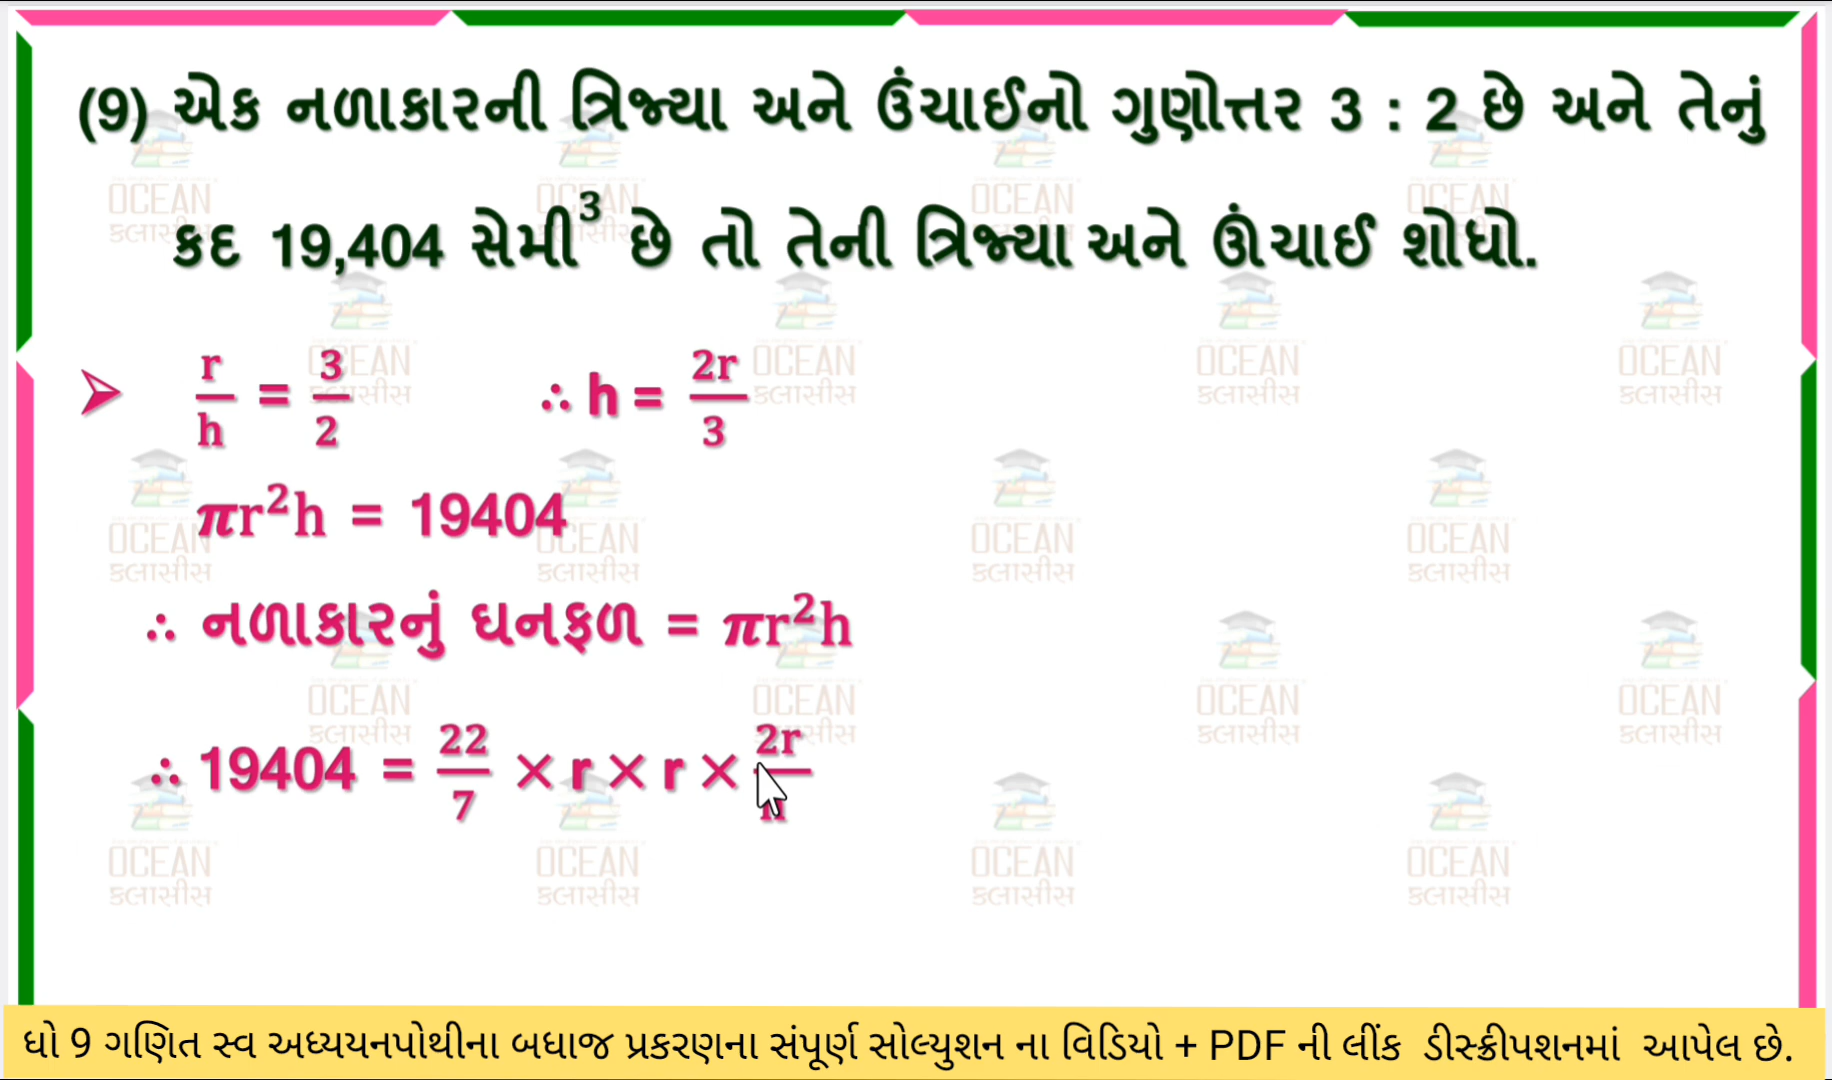 (9) એક નળાકારની ત્રિજ્યા અને ઉંચાઈનો ગુણોત્તર 3 : 2 છે અને તેનું
કદ 19,404 સેમી³ છે તો તેની ત્રિજ્યા અને ઊંચાઈ શોધો.
r/h = 3/2 ∴ h = 2r/3
πr²h = 19404
∴ નળાકારનું ઘનફળ = πr²h
∴ 19404 = 22/7 × r × r × 2r/
ધો 9 ગણિત સ્વ અધ્યયનપોથીના બધાજ પ્રકરણના સંપૂર્ણ સોલ્યુશન ના વિડિયો + PDF ની લીંક ડીસ્ક્રીપશનમાં આપેલ છે.
OCEAN
ક્લાસીસ